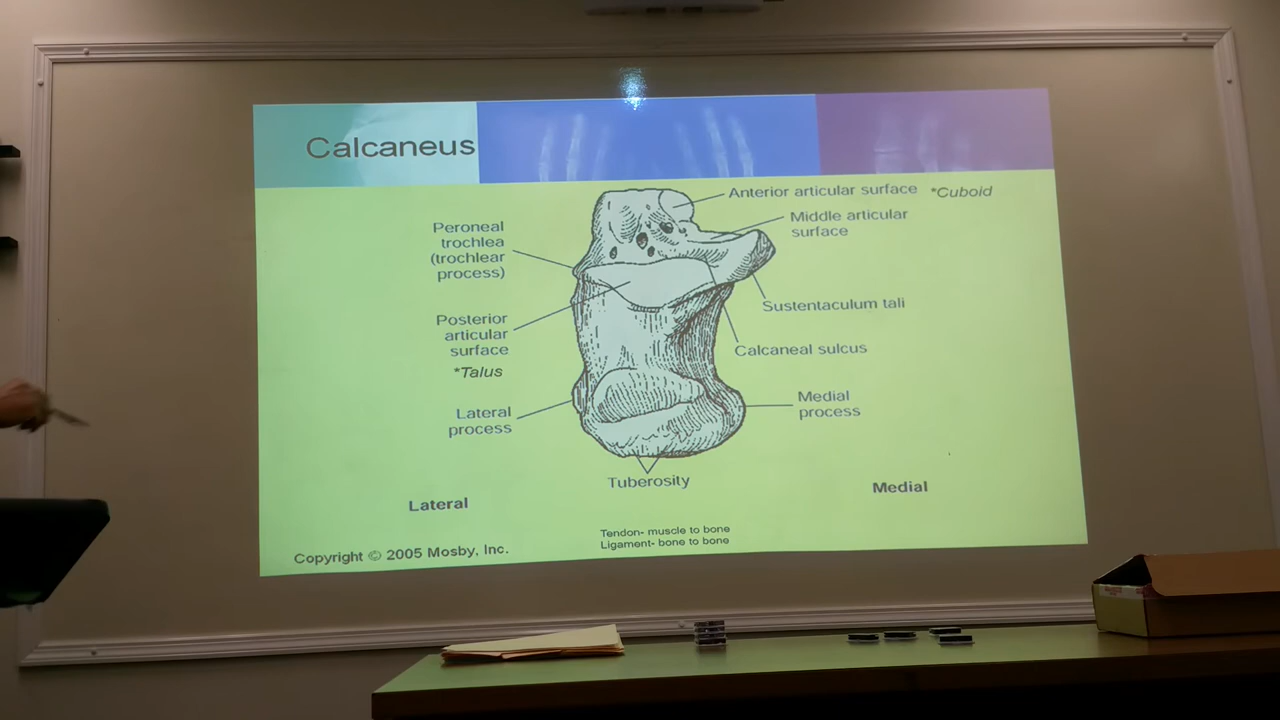 Calcaneus
Anterior articular surface *Cuboid
Middle articular
surface
Peroneal
trochlea
(trochlear
process)
Sustentaculum tali
Posterior
articular
surface
*Talus
Calcaneal sulcus
Lateral
process
Medial
process
Tuberosity
Lateral
Medial
Tendon- muscle to bone
Ligament- bone to bone
Copyright © 2005 Mosby, Inc.